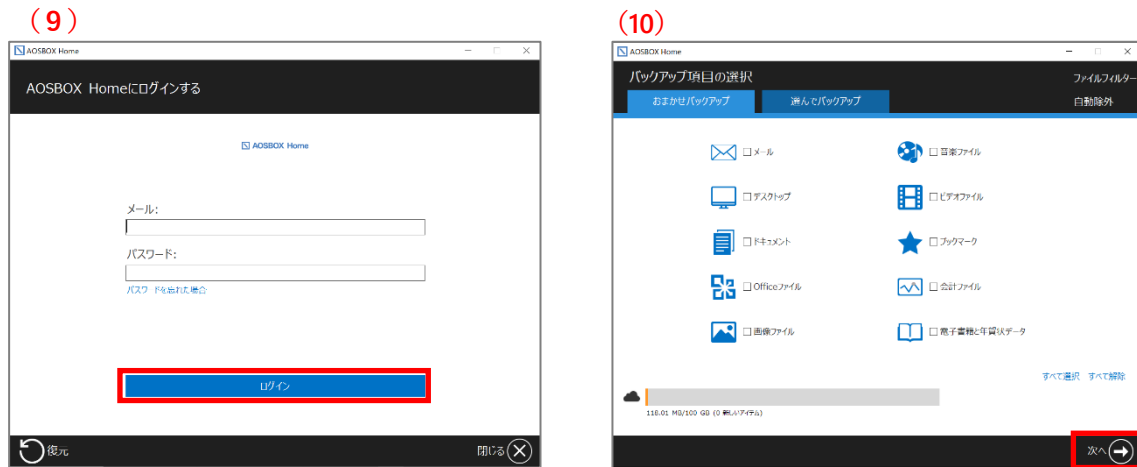 （９）
AOSBOX Home
AOSBOX Homeにログインする
AOSBOX Home
メール:
パスワード:
パスワードを忘れた場合
ログイン
復元
閉じる
（10）
AOSBOX Home
バックアップ項目の選択
ファイルフィルター
おまかせバックアップ
選んでバックアップ
自動除外
メール
音楽ファイル
デスクトップ
ビデオファイル
ドキュメント
ブックマーク
Officeファイル
会計ファイル
画像ファイル
電子書籍と年賀状データ
すべて選択 すべて解除
118.01 MB/100 GB (0 新しいアイテム)
次へ